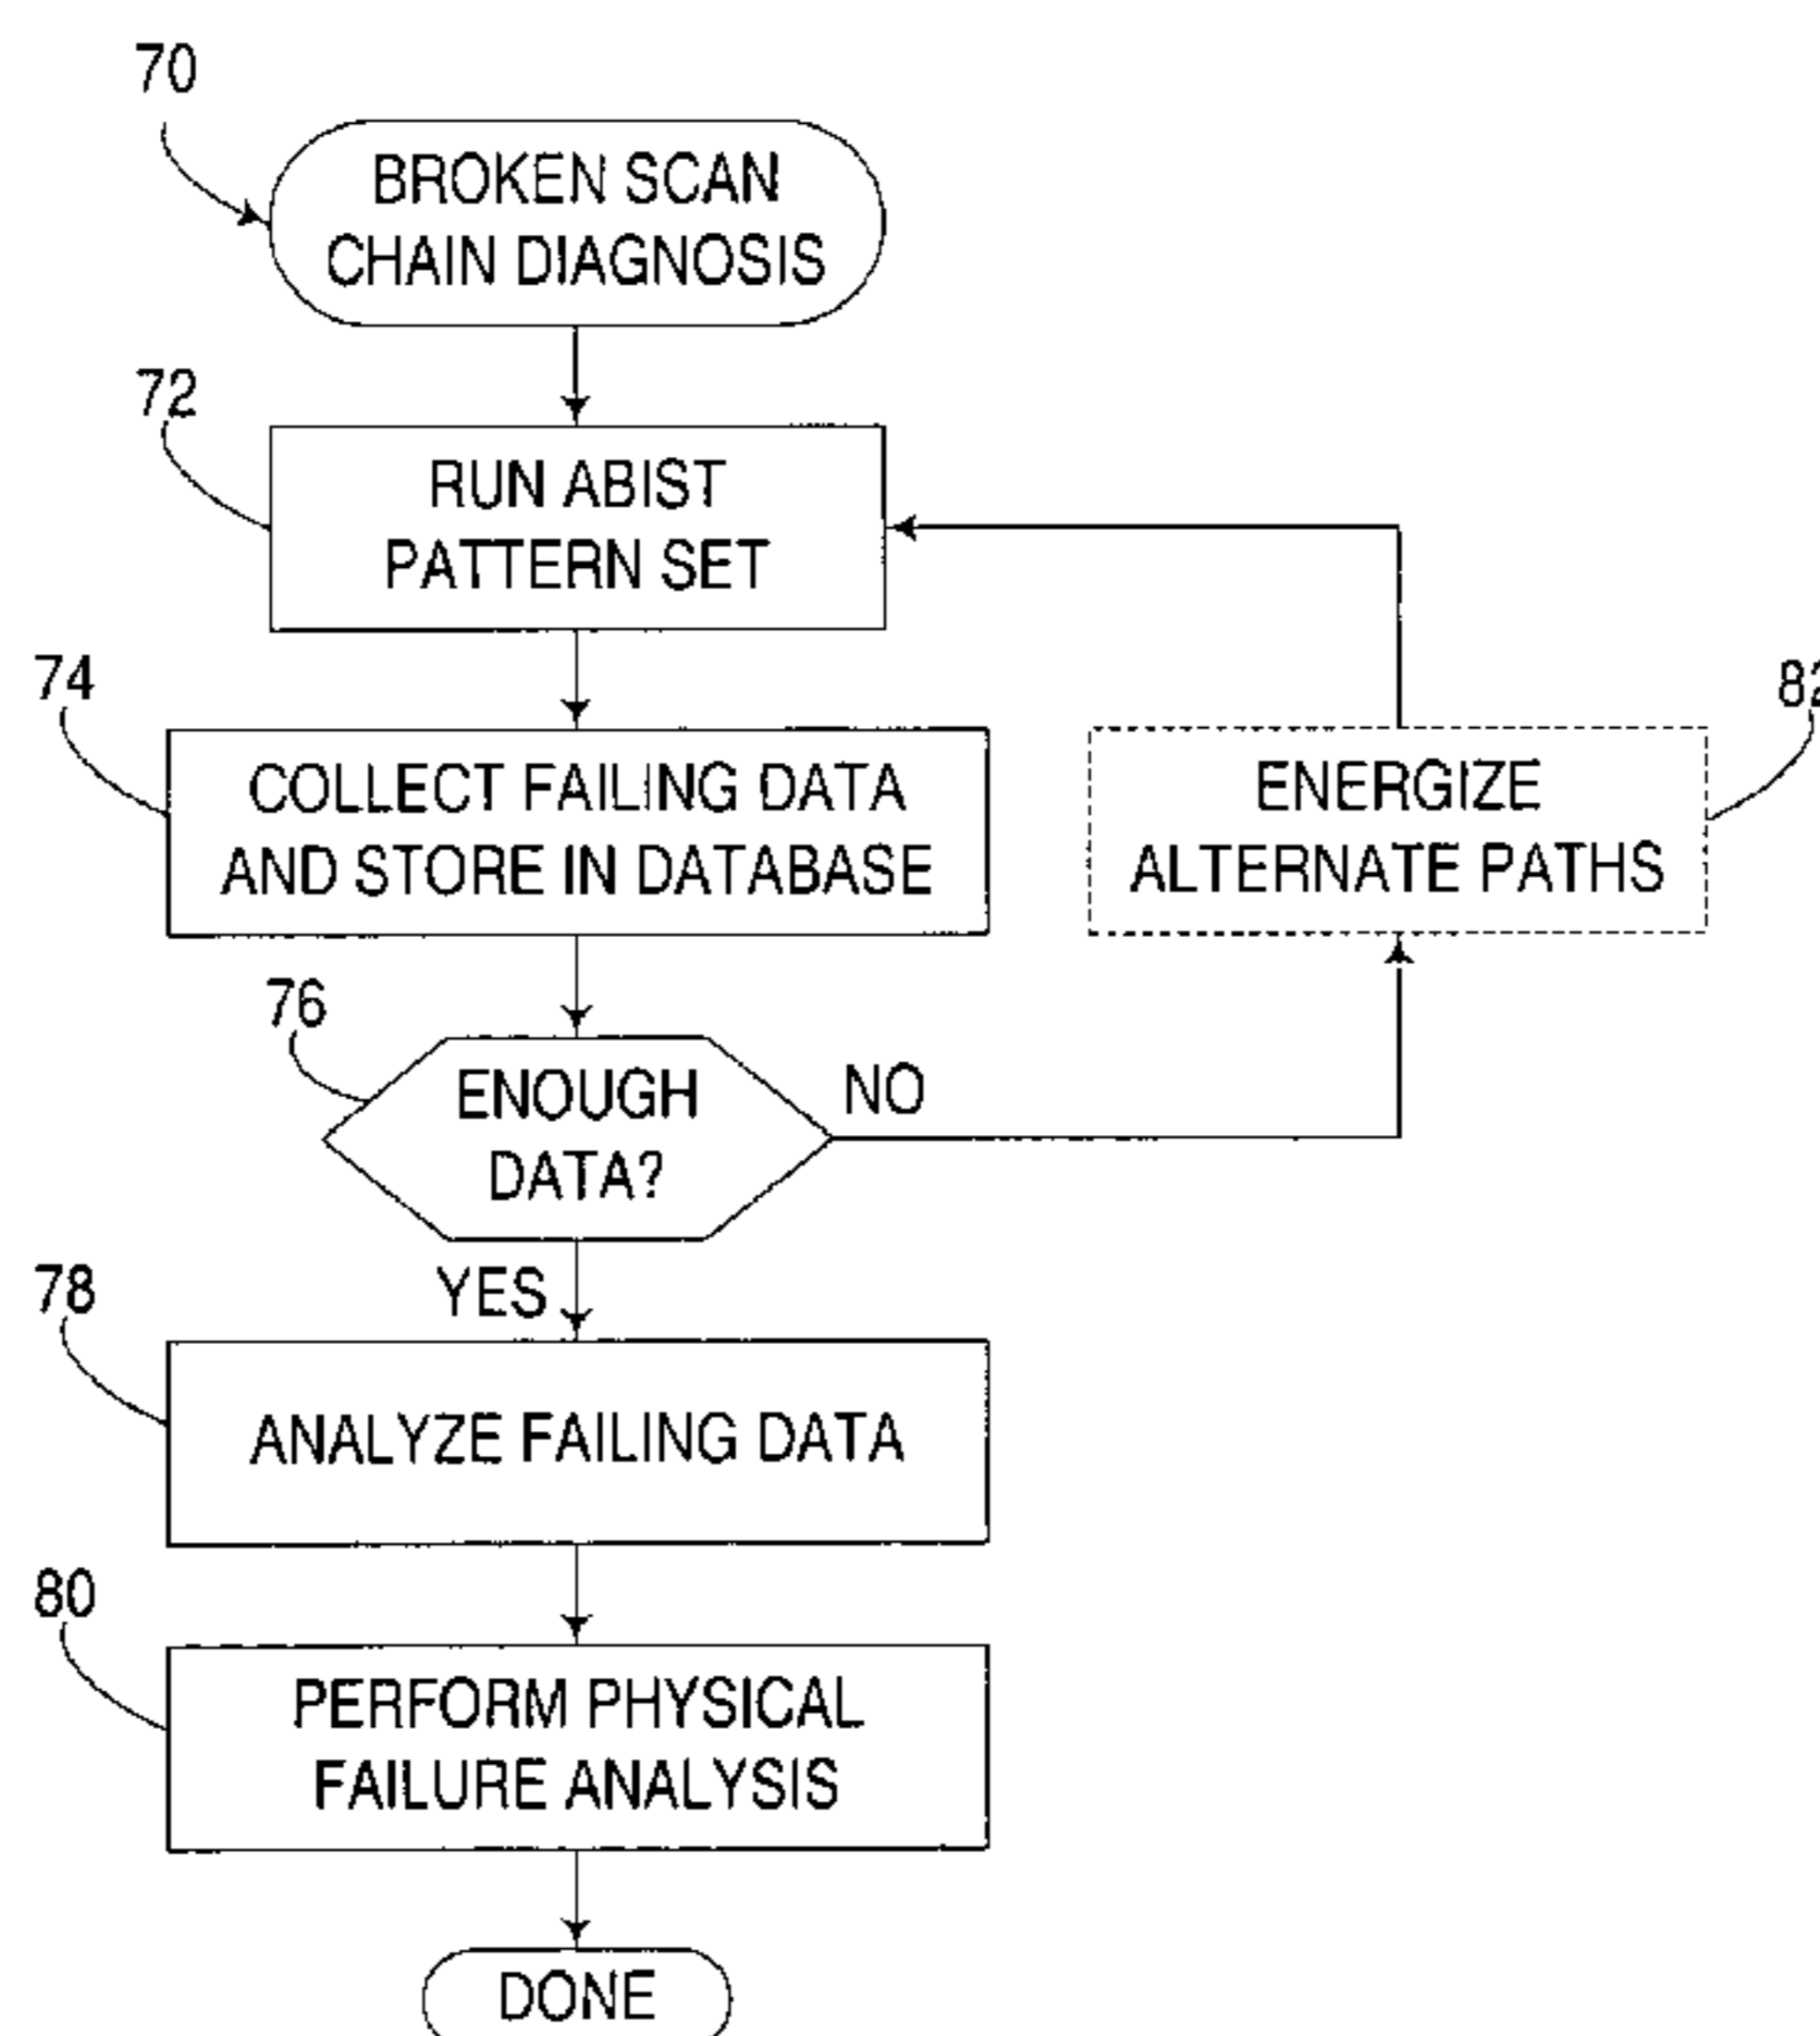 70
BROKEN SCAN
CHAIN DIAGNOSIS
72
RUN ABIST
PATTERN SET
74
COLLECT FAILING DATA
AND STORE IN DATABASE
82
ENERGIZE
ALTERNATE PATHS
76
ENOUGH
DATA?
NO
YES
78
ANALYZE FAILING DATA
80
PERFORM PHYSICAL
FAILURE ANALYSIS
DONE